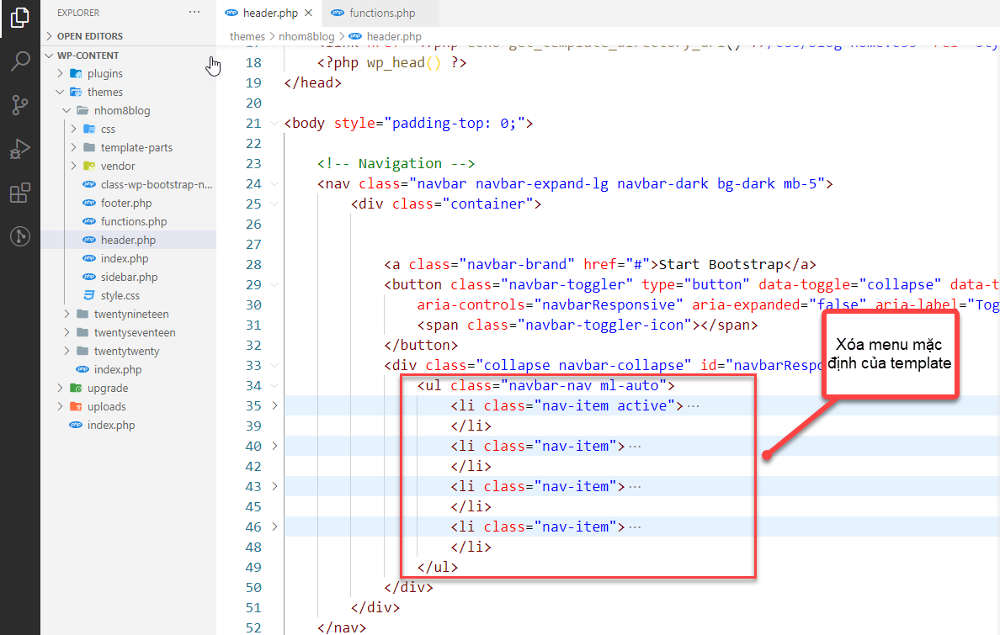 EXPLORER
···
header.php
functions.php
OPEN EDITORS
WP-CONTENT
plugins
themes
nhom8blog
css
template-parts
vendor
class-wp-bootstrap-n...
footer.php
functions.php
header.php
index.php
sidebar.php
style.css
twentynineteen
twentyseventeen
twentytwenty
index.php
upgrade
uploads
index.php
themes > nhom8blog > header.php
18 <?php wp_head() ?>
19 </head>
20
21 <body style="padding-top: 0;">
22
23 <!-- Navigation -->
24 <nav class="navbar navbar-expand-lg navbar-dark bg-dark mb-5">
25 <div class="container">
26
27
28 <a class="navbar-brand" href="#">Start Bootstrap</a>
29 <button class="navbar-toggler" type="button" data-toggle="collapse" data-t
30 aria-controls="navbarResponsive" aria-expanded="false" aria-label="Tog
31 <span class="navbar-toggler-icon"></span>
32 </button>
33 <div class="collapse navbar-collapse" id="navbarRespo
34 <ul class="navbar-nav ml-auto">
35 <li class="nav-item active">···
39 </li>
40 <li class="nav-item">···
42 </li>
43 <li class="nav-item">···
45 </li>
46 <li class="nav-item">···
48 </li>
49 </ul>
50 </div>
51 </div>
52 </nav>
Xóa menu mặc
định của template